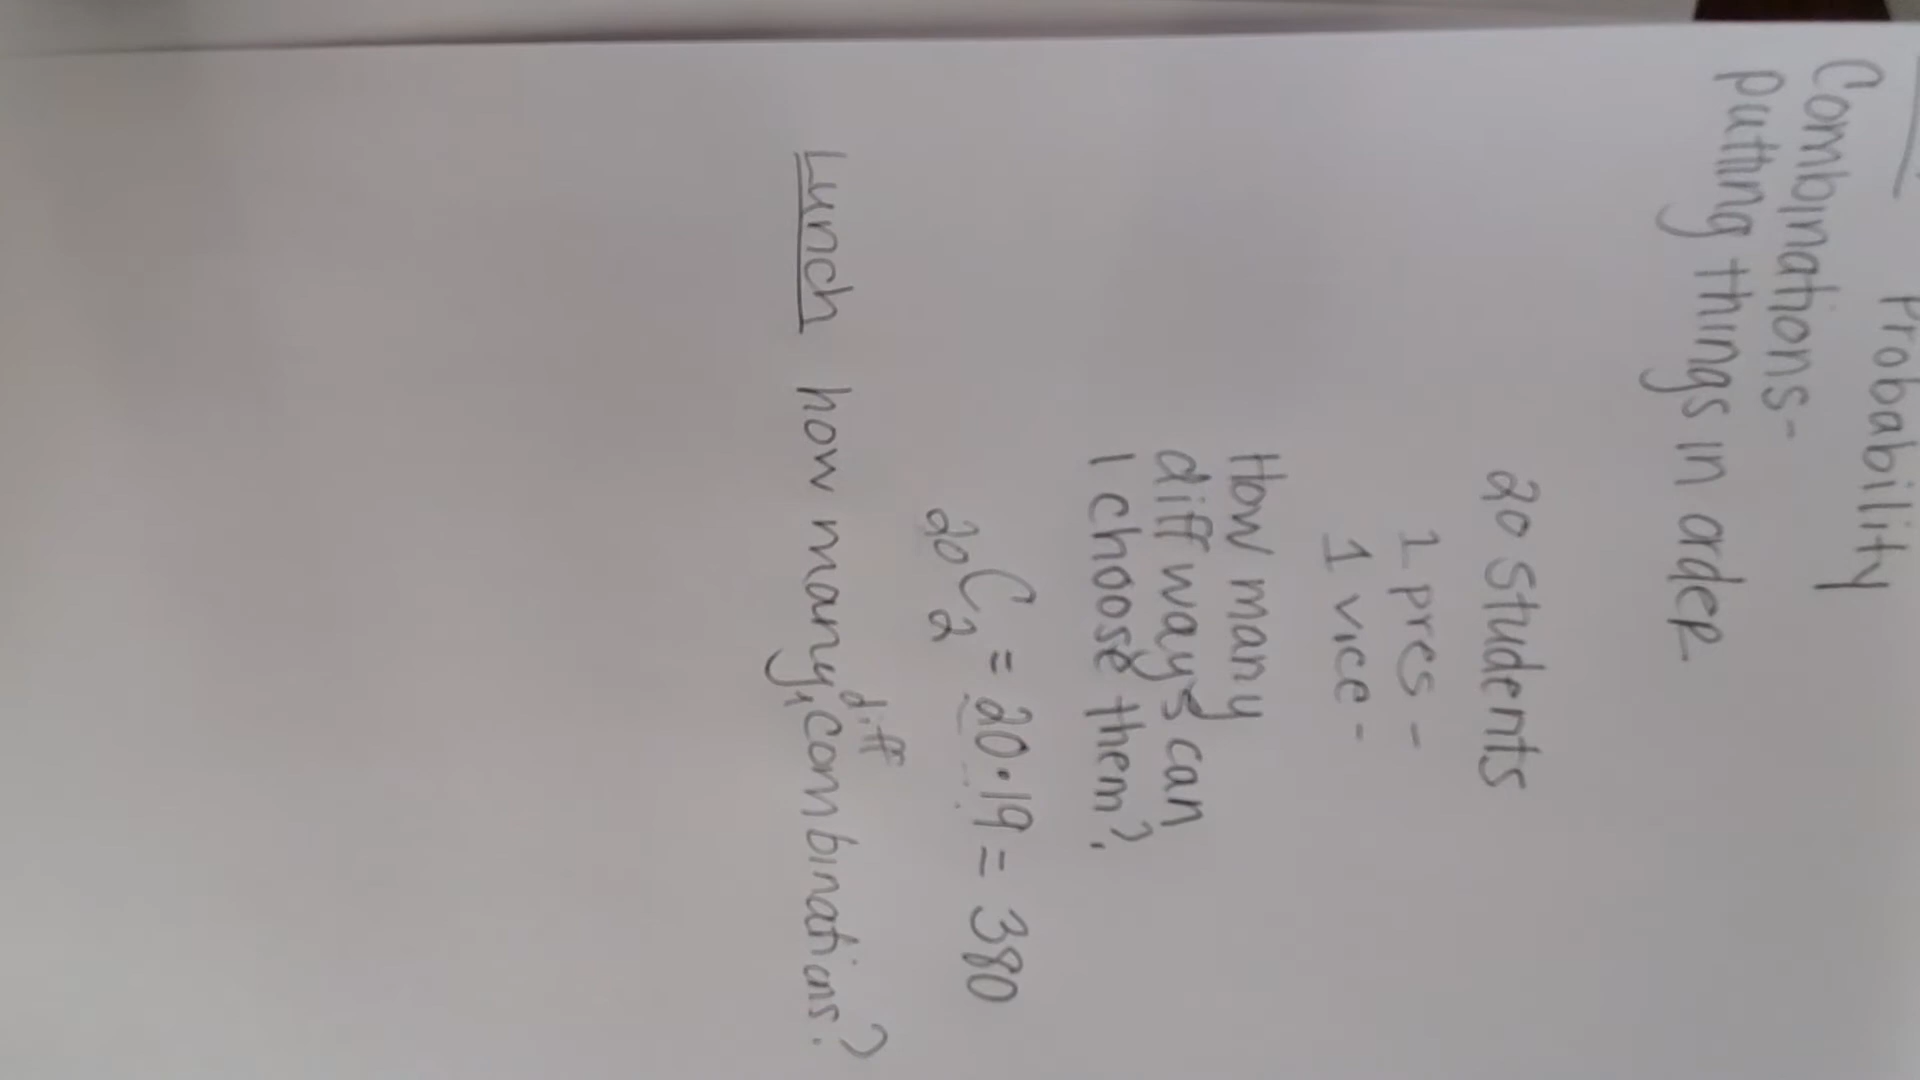 Probability
Combinations-
putting things in order
20 students
1 pres -
1 vice -
How many
diff ways can
I choose them?
20C2 = 20·19 = 380
diff
Lunch how many combinations?